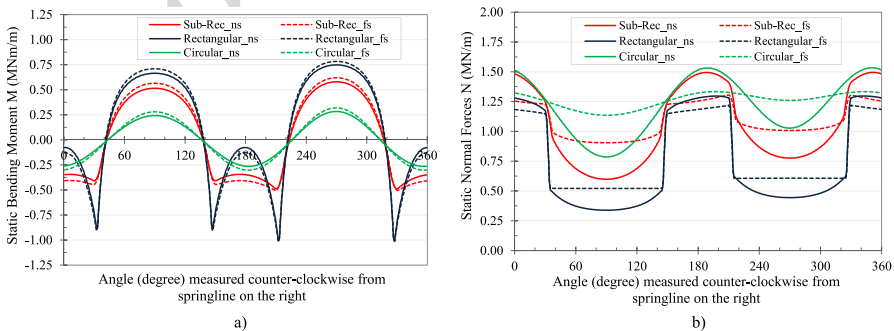 a)
Static Bending Moment M (MNm/m)
1.25
1.00
0.75
0.50
0.25
0.00
-0.25
-0.50
-0.75
-1.00
-1.25
Sub-Rec_ns
Sub-Rec_fs
Rectangular_ns
Rectangular_fs
Circular_ns
Circular_fs
0 60 120 180 240 300 360
Angle (degree) measured counter-clockwise from
springline on the right
a)
b)
Static Normal Forces N (MN/m)
2.00
1.75
1.50
1.25
1.00
0.75
0.50
0.25
0.00
Sub-Rec_ns
Sub-Rec_fs
Rectangular_ns
Rectangular_fs
Circular_ns
Circular_fs
0 60 120 180 240 300 360
Angle (degree) measured counter-clockwise from
springline on the right
b)